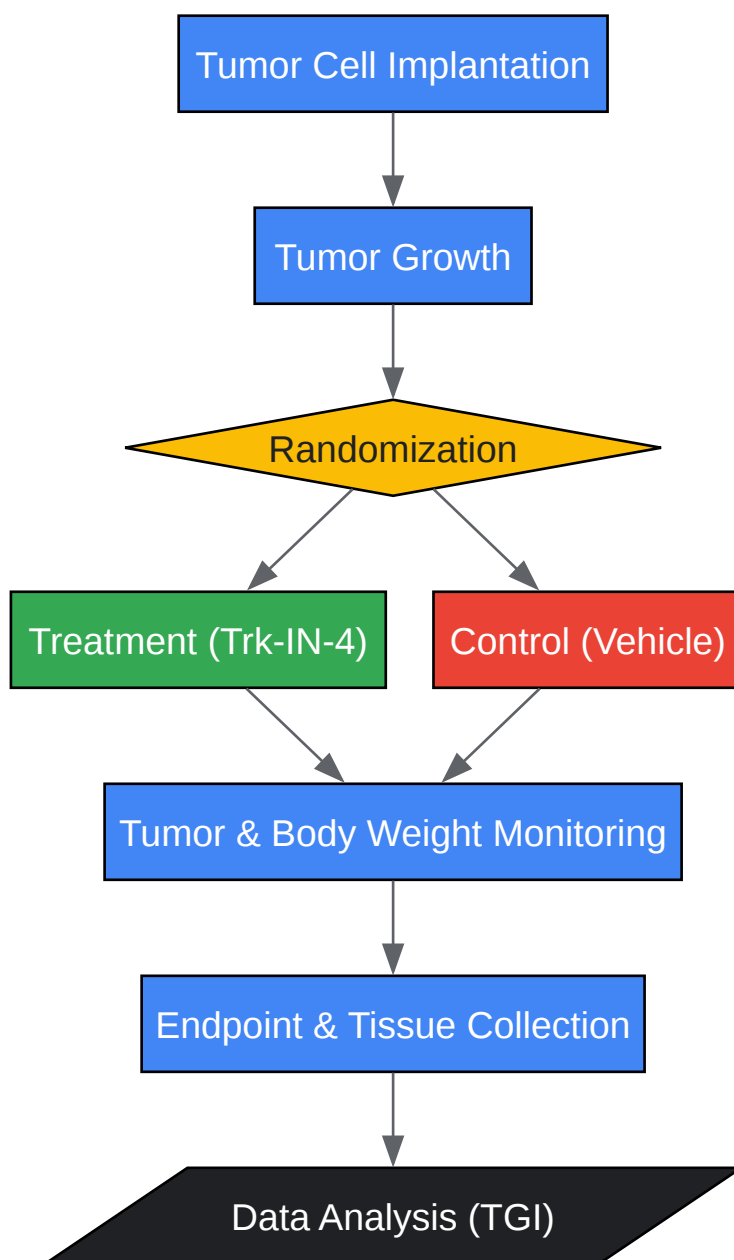 Tumor Cell Implantation
Tumor Growth
Randomization
Treatment (Trk-IN-4)
Control (Vehicle)
Tumor & Body Weight Monitoring
Endpoint & Tissue Collection
Data Analysis (TGI)